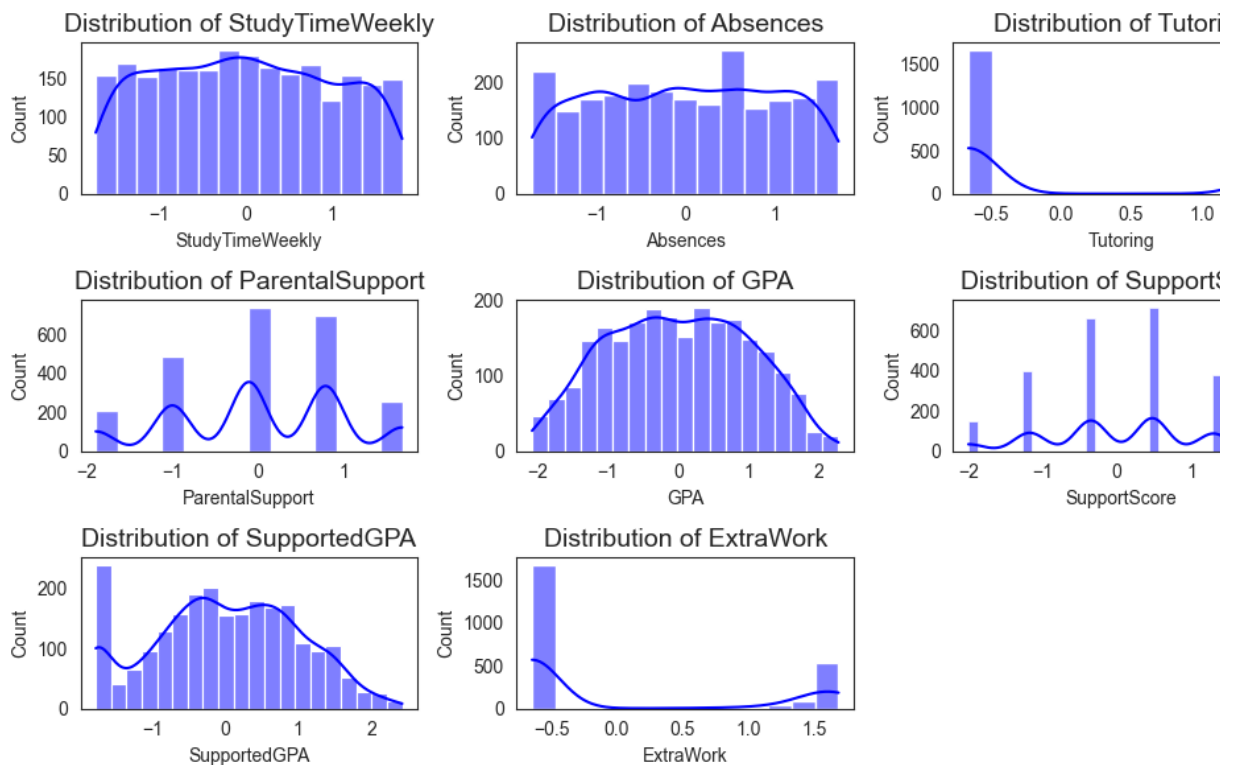 Distribution of StudyTimeWeekly
150
100
50
0
Count
−1 0 1
StudyTimeWeekly
Distribution of Absences
200
100
0
Count
−1 0 1
Absences
Distribution of Tutori
1500
1000
500
0
Count
−0.5 0.0 0.5 1.0
Tutoring
Distribution of ParentalSupport
600
400
200
0
Count
−2 −1 0 1
ParentalSupport
Distribution of GPA
200
100
0
Count
−2 −1 0 1 2
GPA
Distribution of SupportS
600
400
200
0
Count
−2 −1 0 1
SupportScore
Distribution of SupportedGPA
200
100
0
Count
−1 0 1 2
SupportedGPA
Distribution of ExtraWork
1500
1000
500
0
Count
−0.5 0.0 0.5 1.0 1.5
ExtraWork